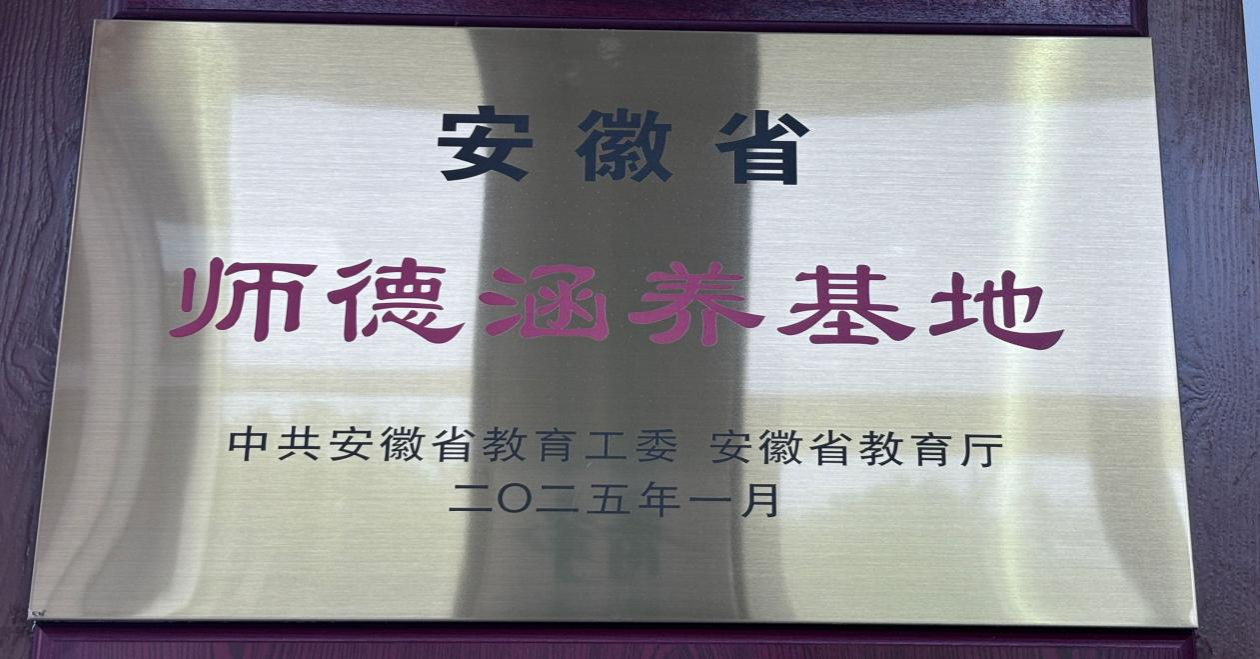 安徽省
师德涵养基地
中共安徽省教育工委 安徽省教育厅
二〇二五年一月